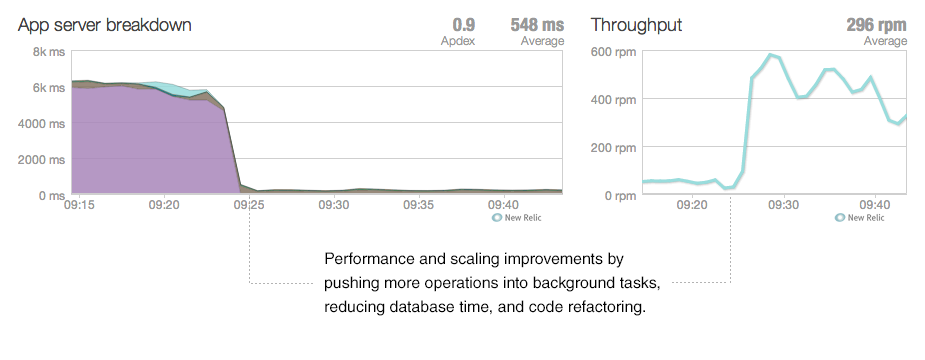 App server breakdown
0.9
Apdex
548 ms
Average
8k ms
6k ms
4000 ms
2000 ms
0 ms
09:15 09:20 09:25 09:30 09:35 09:40
New Relic
Throughput
296 rpm
Average
600 rpm
400 rpm
200 rpm
0 rpm
09:20 09:30 09:40
New Relic
Performance and scaling improvements by
pushing more operations into background tasks,
reducing database time, and code refactoring.